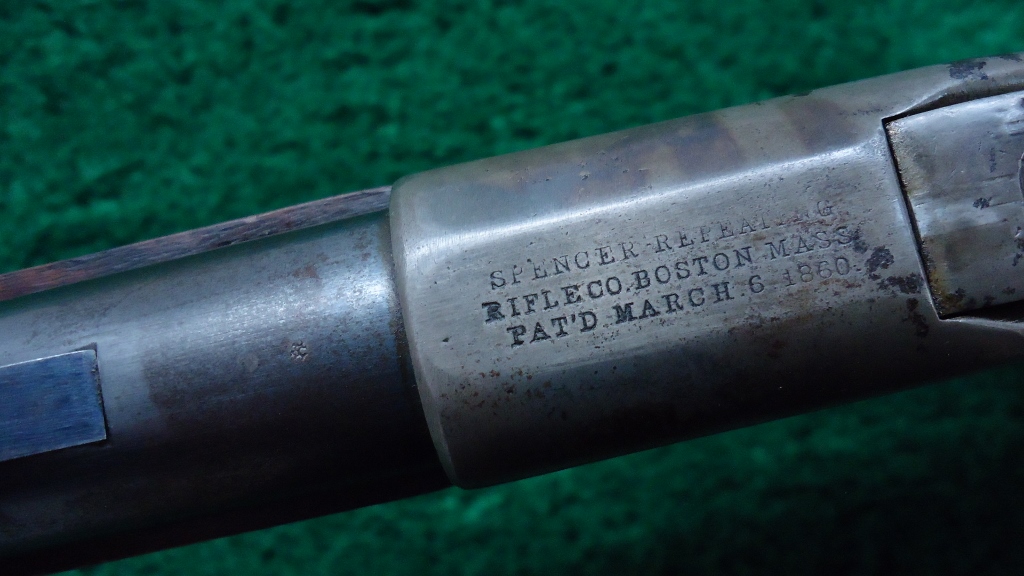 SPENCER REPEATING
RIFLE CO. BOSTON MASS.
PAT'D. MARCH 6 1860.